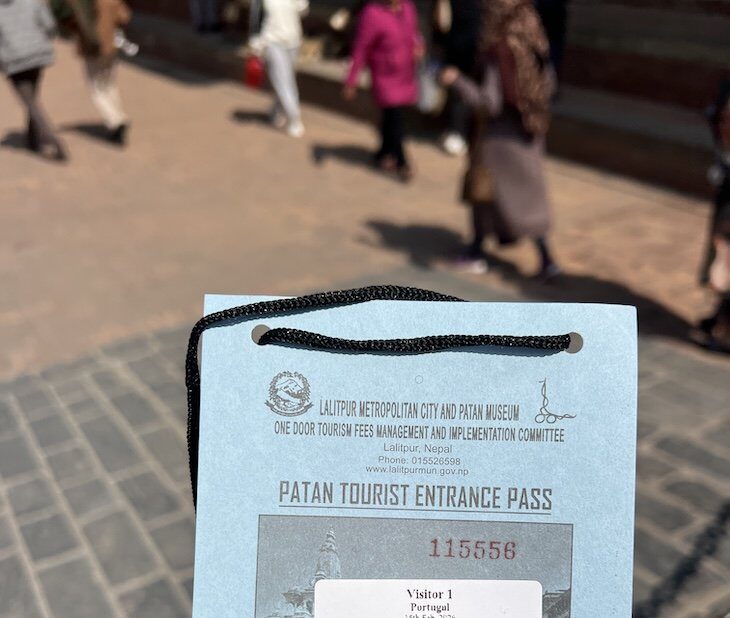 LALITPUR METROPOLITAN CITY AND PATAN MUSEUM
ONE DOOR TOURISM FEES MANAGEMENT AND IMPLEMENTATION COMMITTEE
Lalitpur, Nepal
Phone: 015526598
www.lalitpurmun.gov.np
PATAN TOURIST ENTRANCE PASS
115556
Visitor 1
Portugal